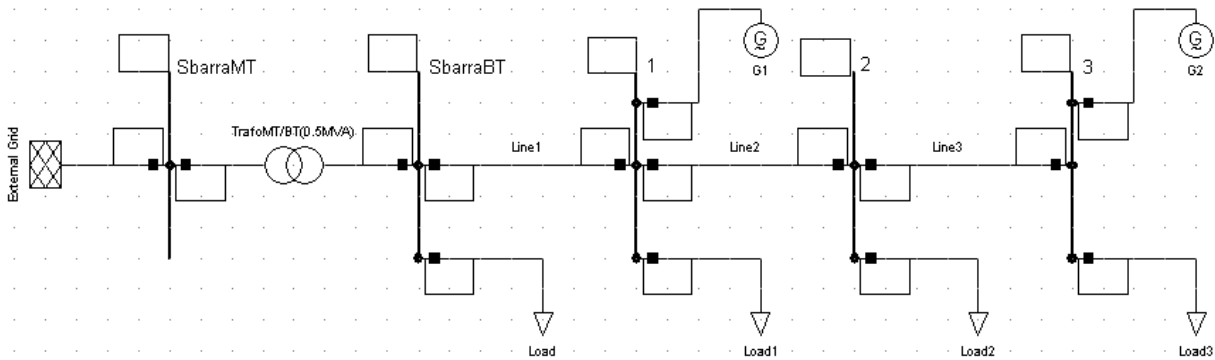 SbarraMT
SbarraBT
1
G
G1
2
3
G
G2
External Grid
TrafoMT/BT(0.5MVA)
Line1
Line2
Line3
Load
Load1
Load2
Load3